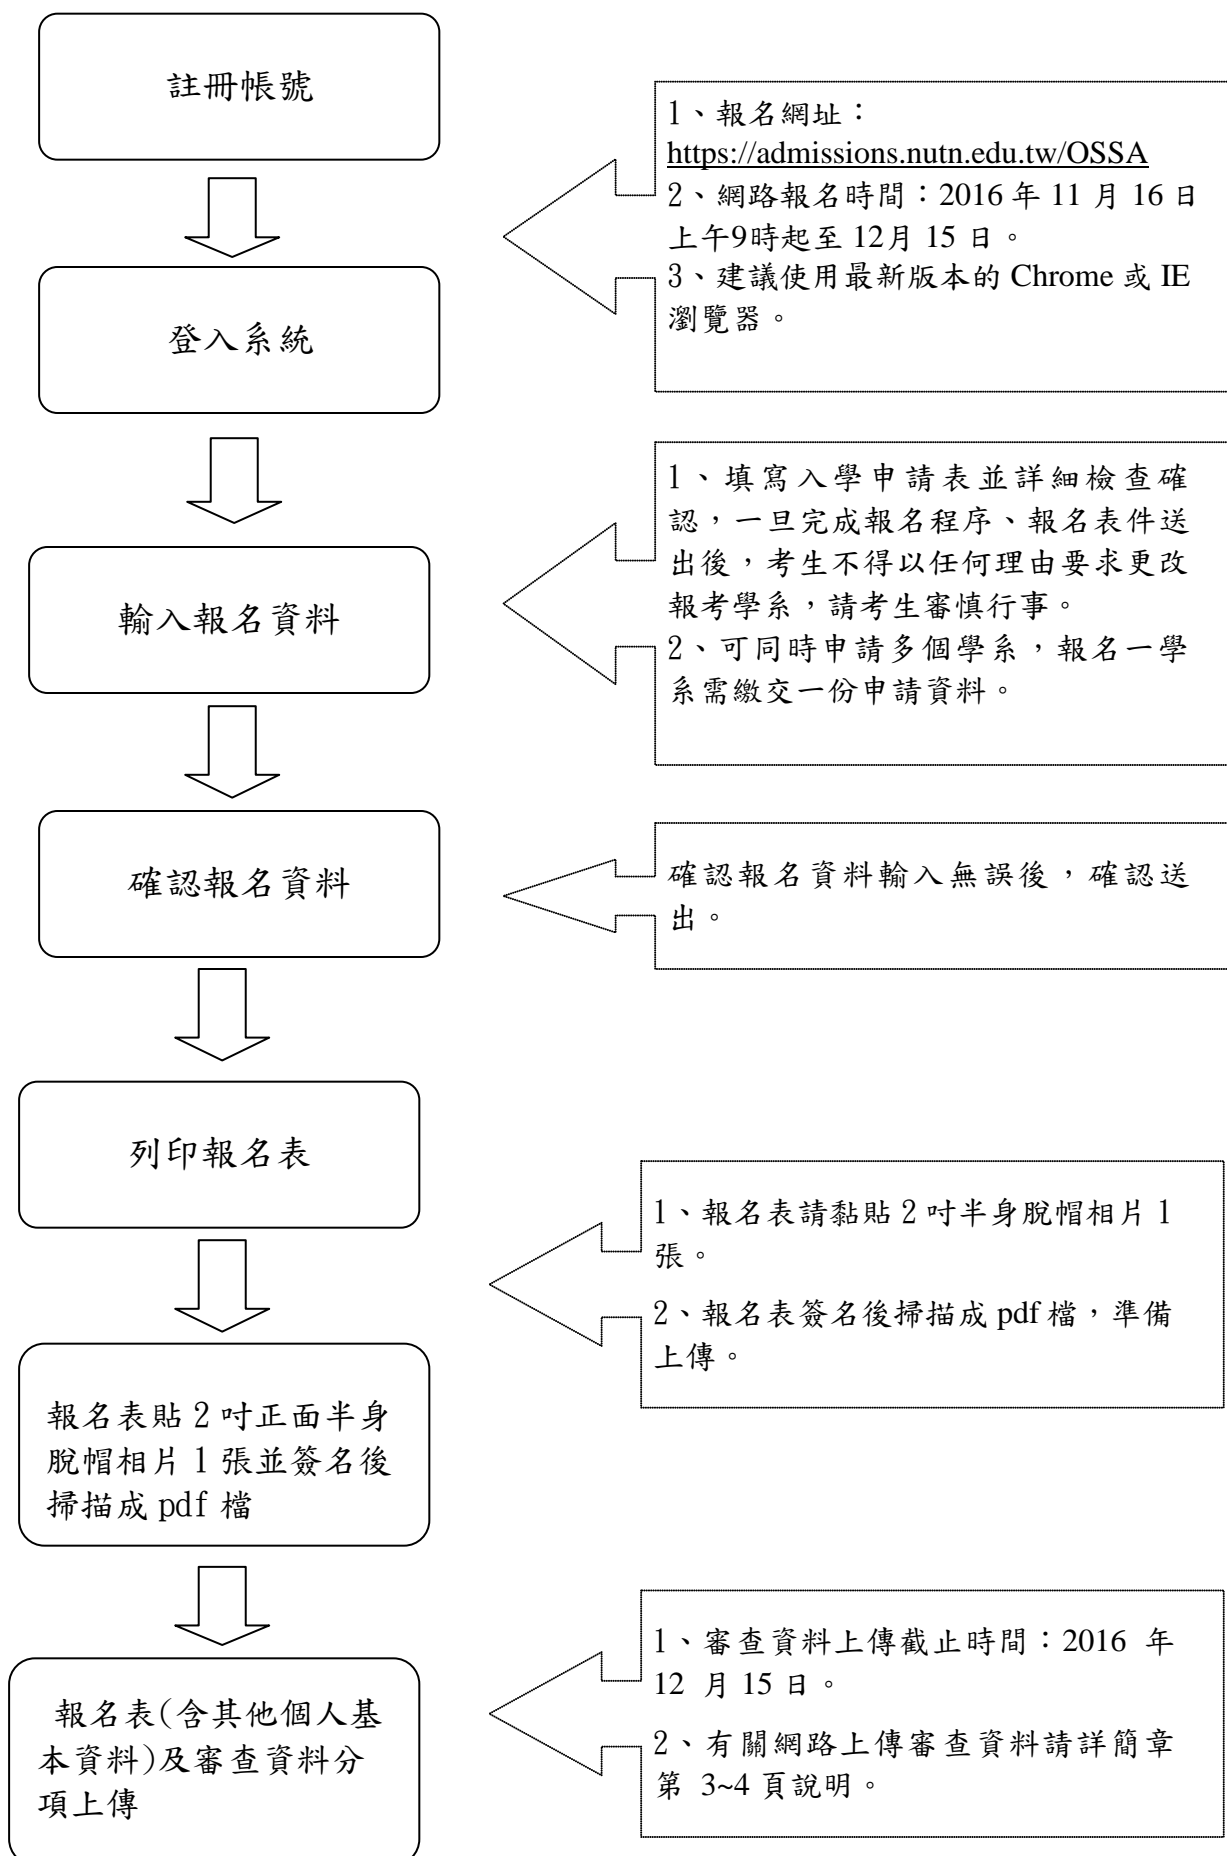 註冊帳號
1、報名網址：
https://admissions.nutn.edu.tw/OSSA
2、網路報名時間：2016 年 11 月 16 日
上午9時起至 12月 15 日。
3、建議使用最新版本的 Chrome 或 IE
瀏覽器。
登入系統
1、填寫入學申請表並詳細檢查確
認，一旦完成報名程序、報名表件送
出後，考生不得以任何理由要求更改
報考學系，請考生審慎行事。
2、可同時申請多個學系，報名一學
系需繳交一份申請資料。
輸入報名資料
確認報名資料
確認報名資料輸入無誤後，確認送
出。
列印報名表
1、報名表請黏貼 2 吋半身脫帽相片 1
張。
2、報名表簽名後掃描成 pdf 檔，準備
上傳。
報名表貼 2 吋正面半身
脫帽相片 1 張並簽名後
掃描成 pdf 檔
1、審查資料上傳截止時間：2016 年
12 月 15 日。
2、有關網路上傳審查資料請詳簡章
第 3~4 頁說明。
報名表(含其他個人基
本資料)及審查資料分
項上傳